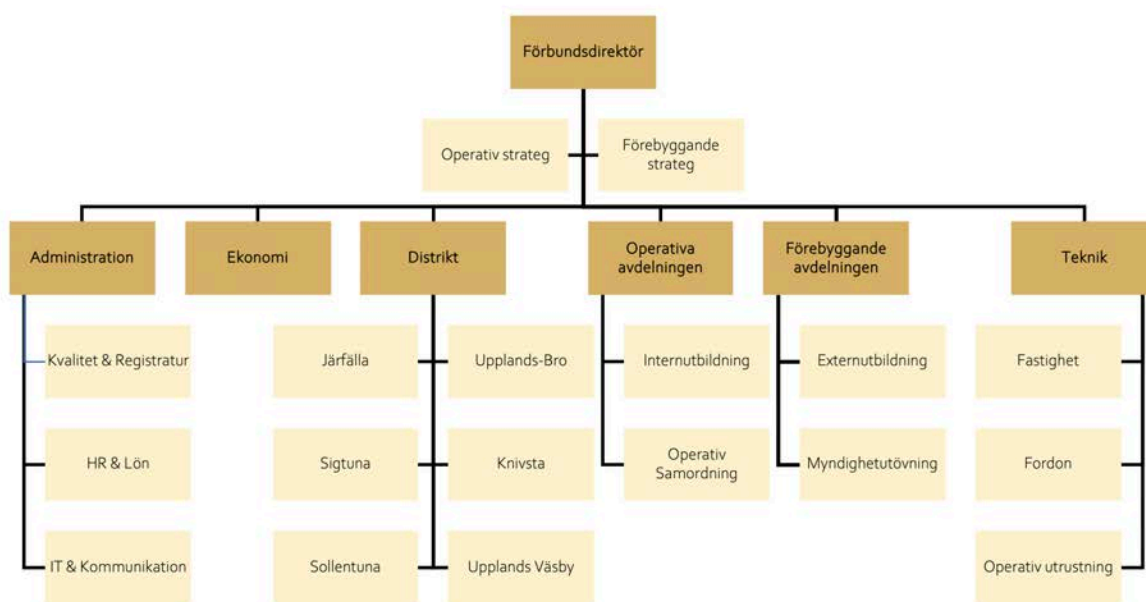 Förbundsdirektör
Operativ strateg
Förebyggande
strateg
Administration
Ekonomi
Distrikt
Operativa
avdelningen
Förebyggande
avdelningen
Teknik
Kvalitet & Registratur
Järfälla
Upplands-Bro
Internutbildning
Externutbildning
Fastighet
HR & Lön
Sigtuna
Knivsta
Operativ
Samordning
Myndighetutövning
Fordon
IT & Kommunikation
Sollentuna
Upplands Väsby
Operativ utrustning